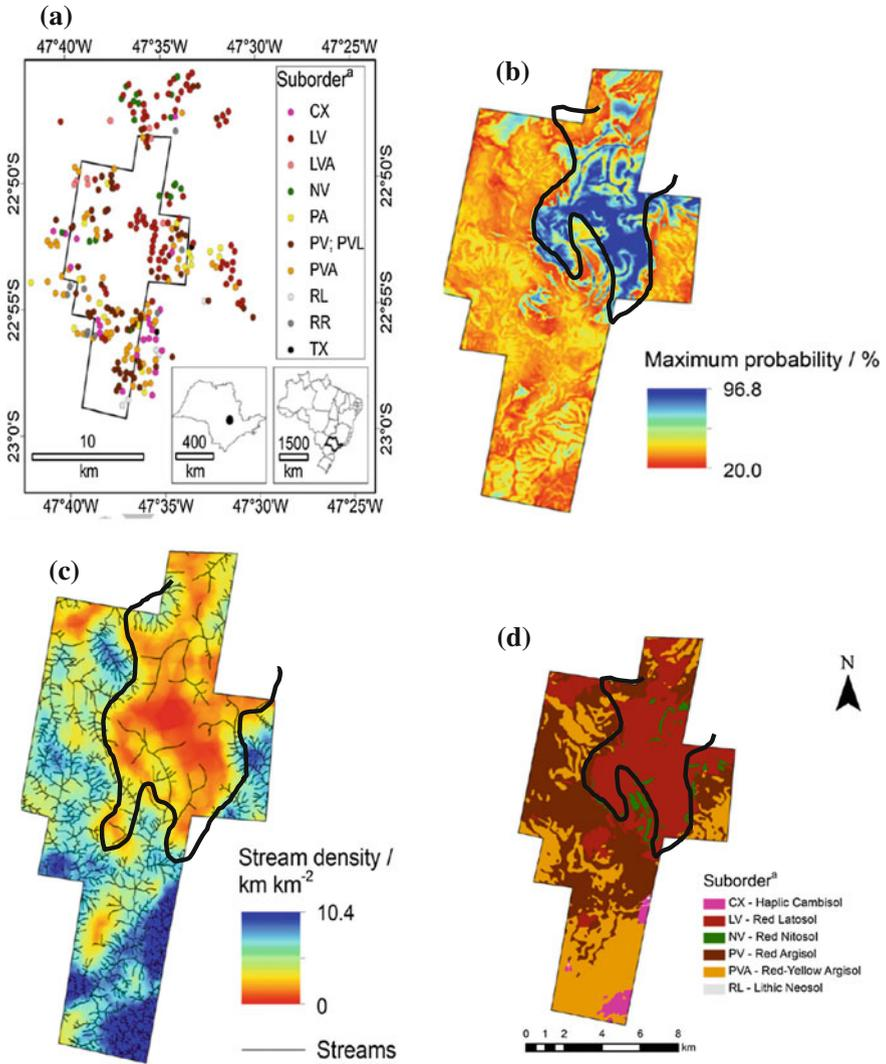 (a)
47°40'W 47°35'W 47°30'W 47°25'W
22°50'S
22°55'S
23°0'S
22°50'S
22°55'S
23°0'S
Suborderª
CX
LV
LVA
NV
PA
PV; PVL
PVA
RL
RR
TX
10
km
400
km
1500
km
47°40'W 47°35'W 47°30'W 47°25'W
(b)
Maximum probability / %
96.8
20.0
(c)
Stream density /
km km⁻²
10.4
0
Streams
(d)
N
Suborderª
CX - Haplic Cambisol
LV - Red Latosol
NV - Red Nitosol
PV - Red Argisol
PVA - Red-Yellow Argisol
RL - Lithic Neosol
0 1 2 4 6 8
km